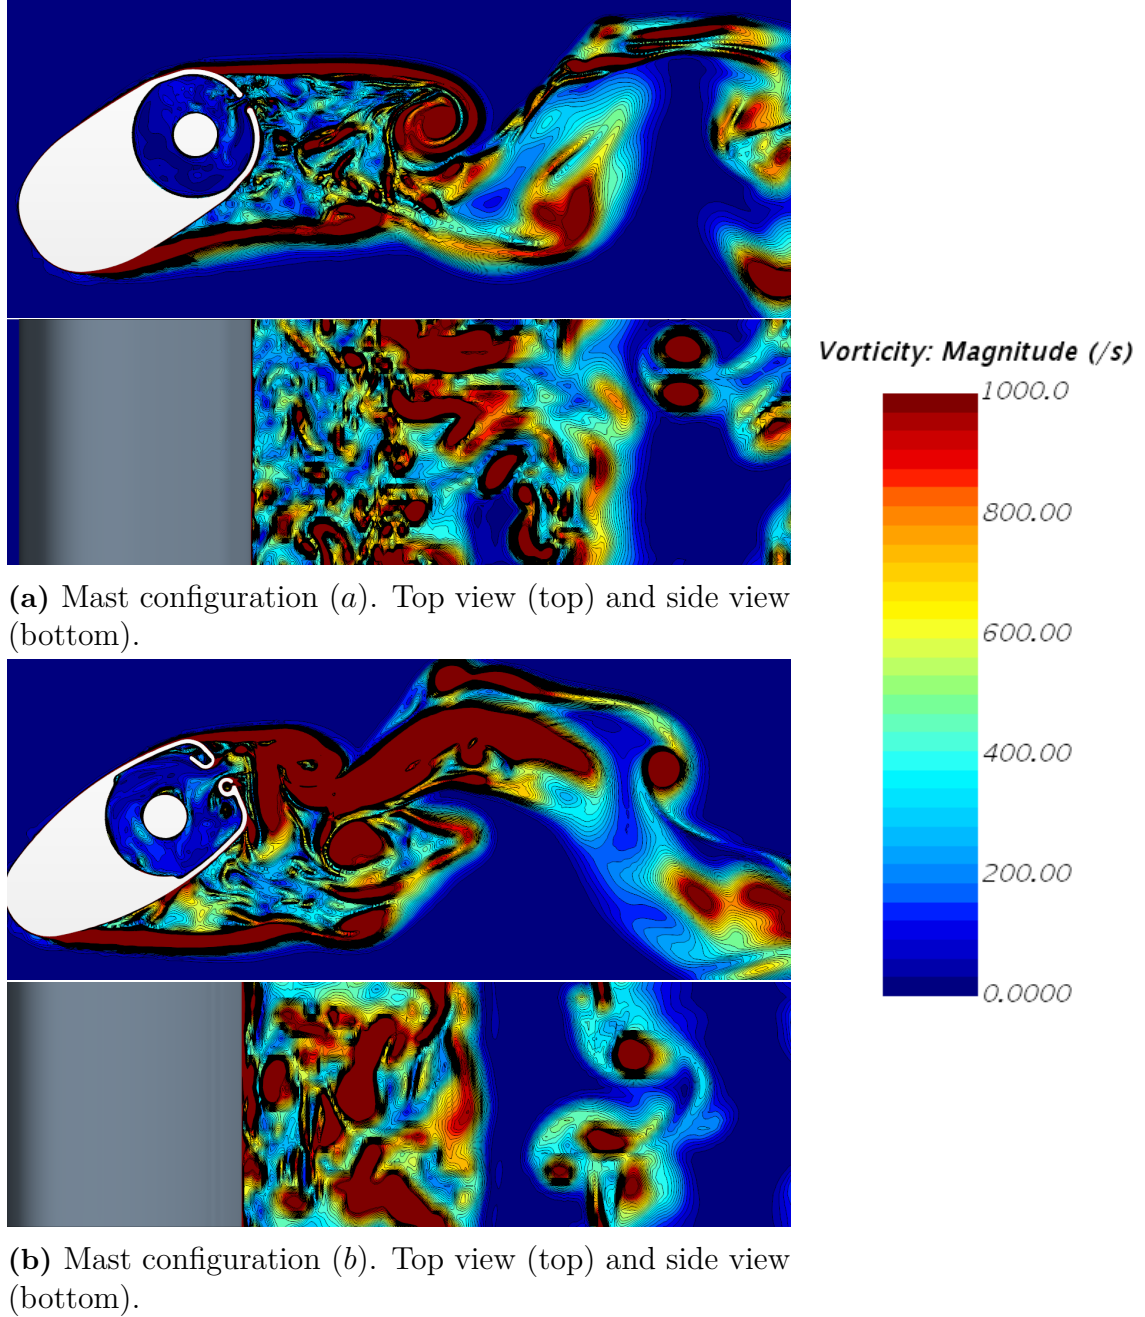 Vorticity: Magnitude (/s)
1000.0
800.00
600.00
400.00
200.00
0.0000
(a) Mast configuration (a). Top view (top) and side view
(bottom).
(b) Mast configuration (b). Top view (top) and side view
(bottom).